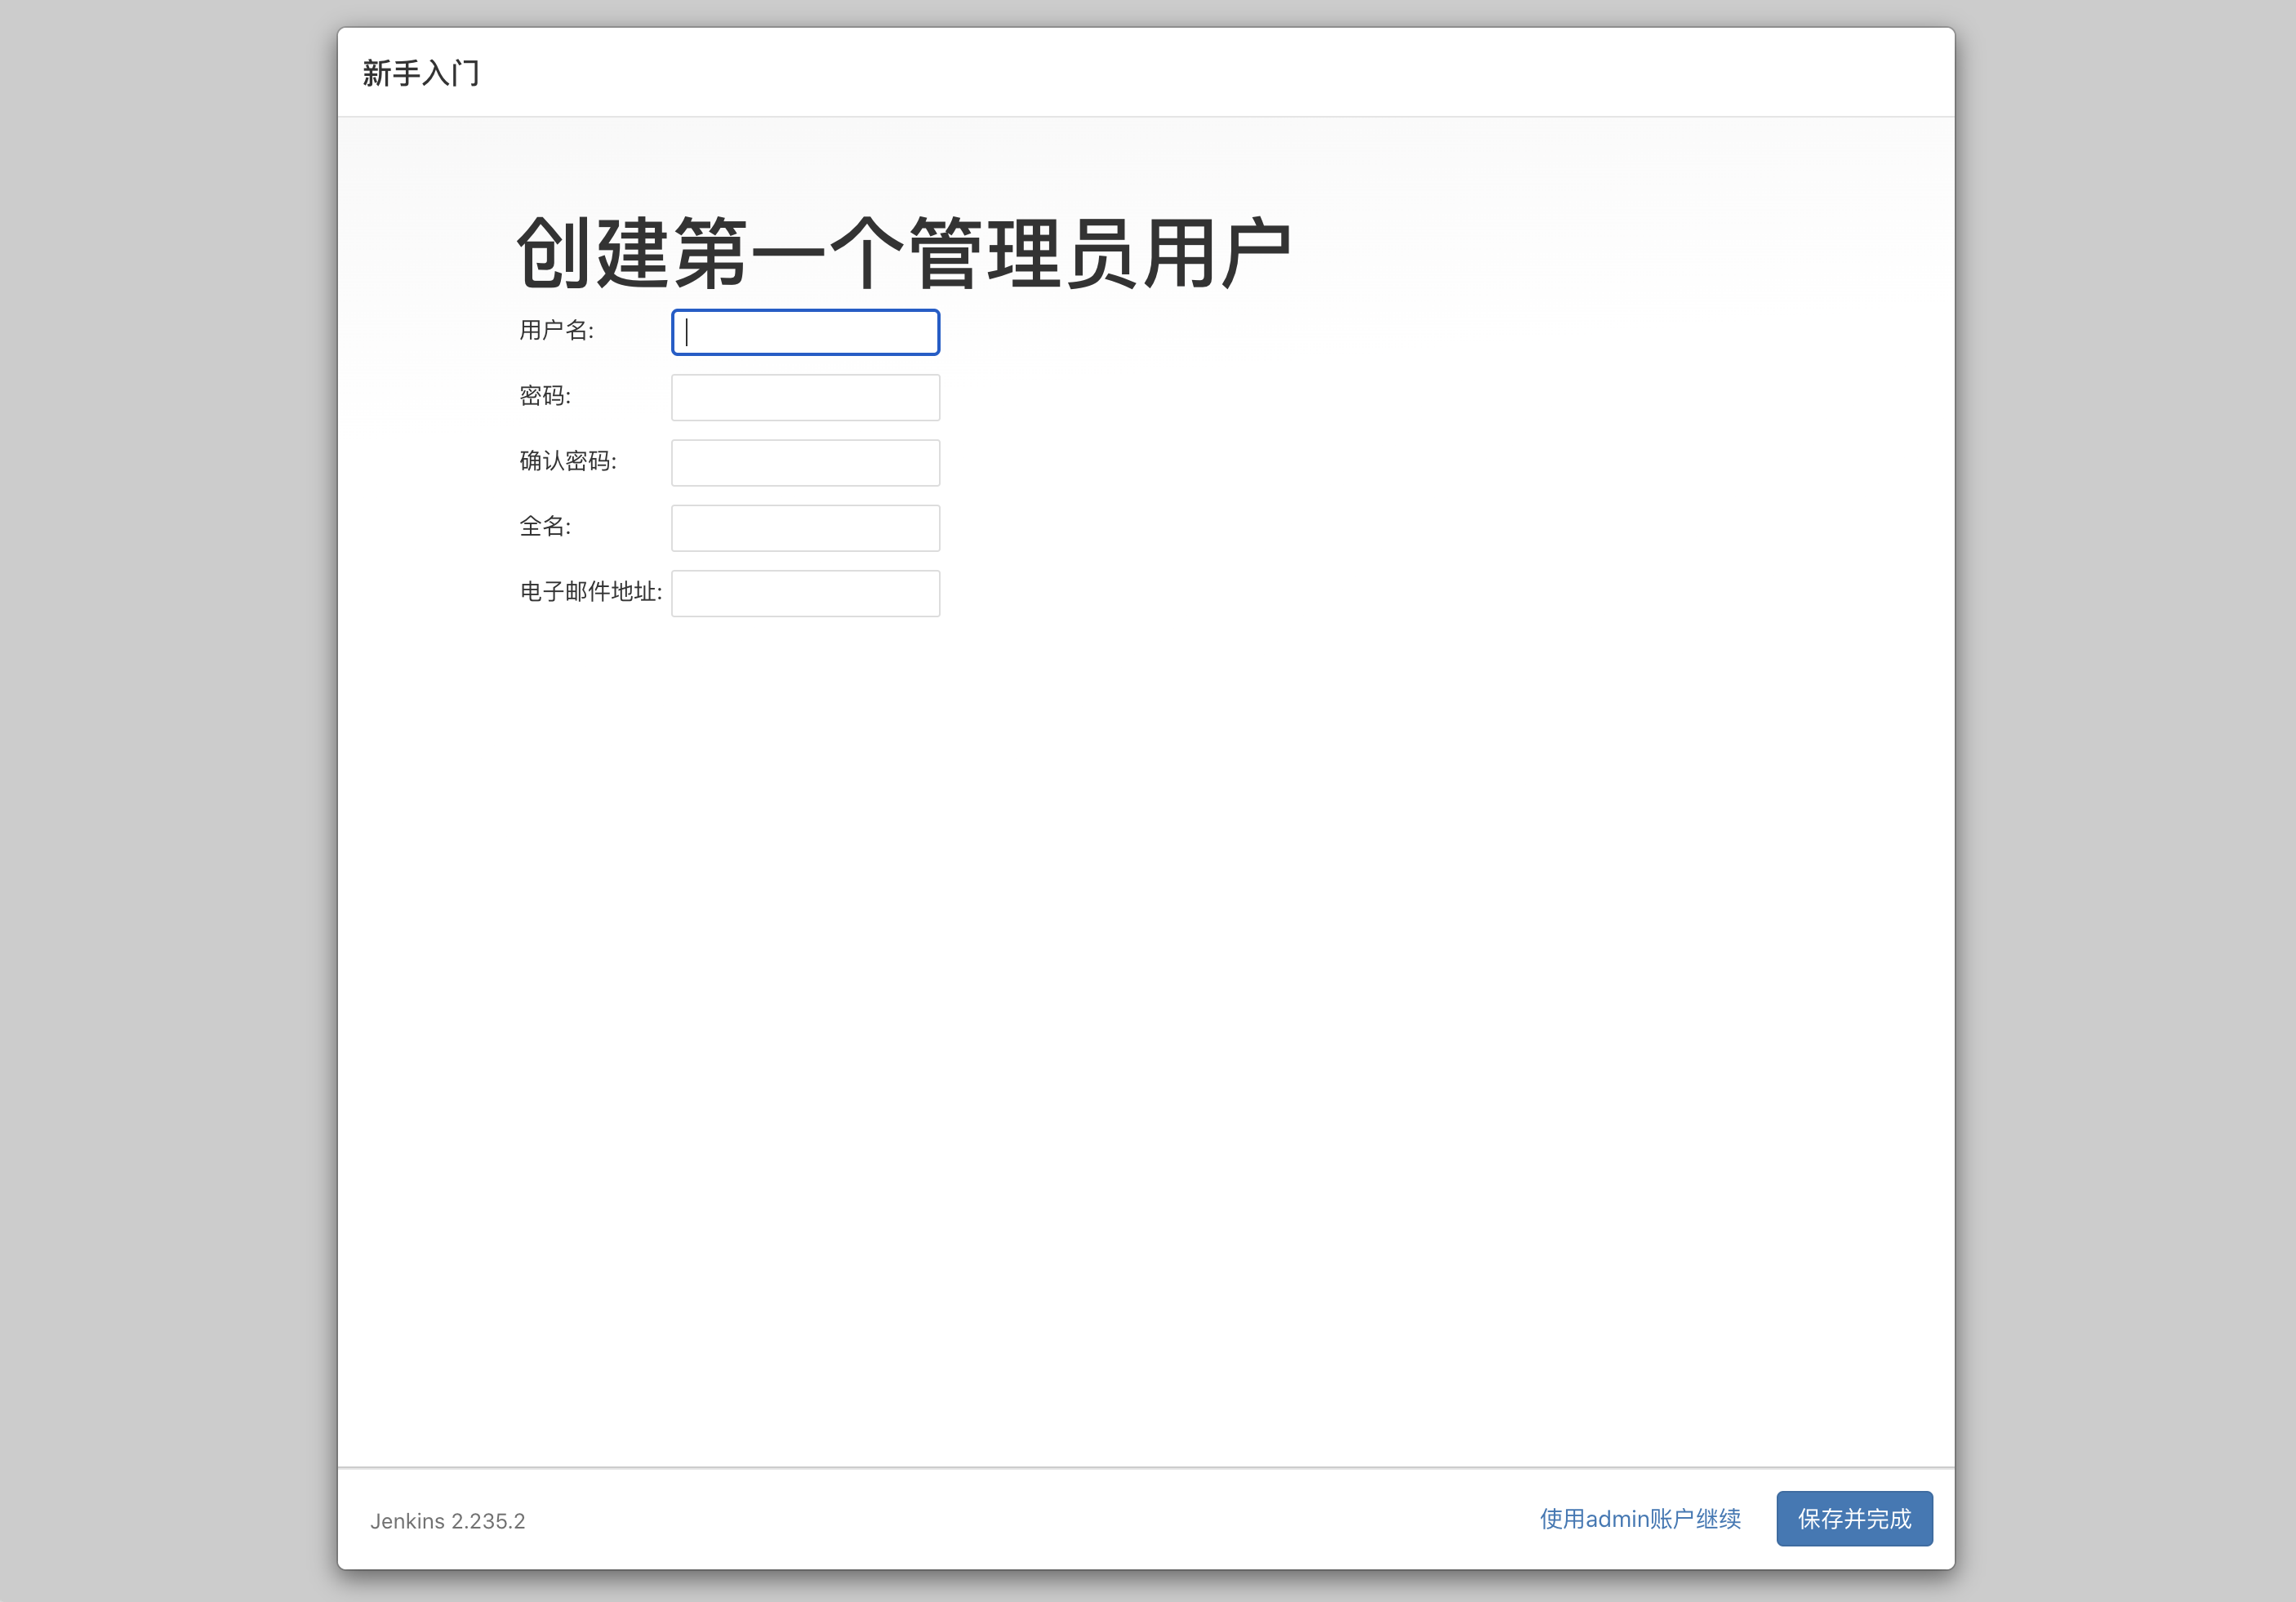 新手入门
创建第一个管理员用户
用户名:
密码:
确认密码:
全名:
电子邮件地址:
Jenkins 2.235.2
使用admin账户继续
保存并完成